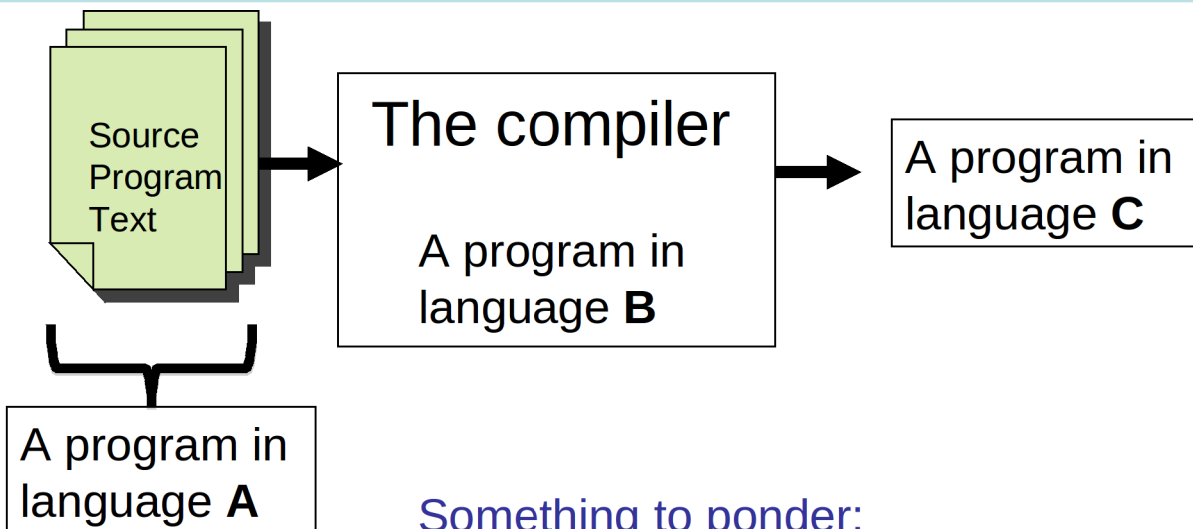 Source
Program
Text
The compiler
A program in
language B
A program in
language C
A program in
language A
Something to ponder: